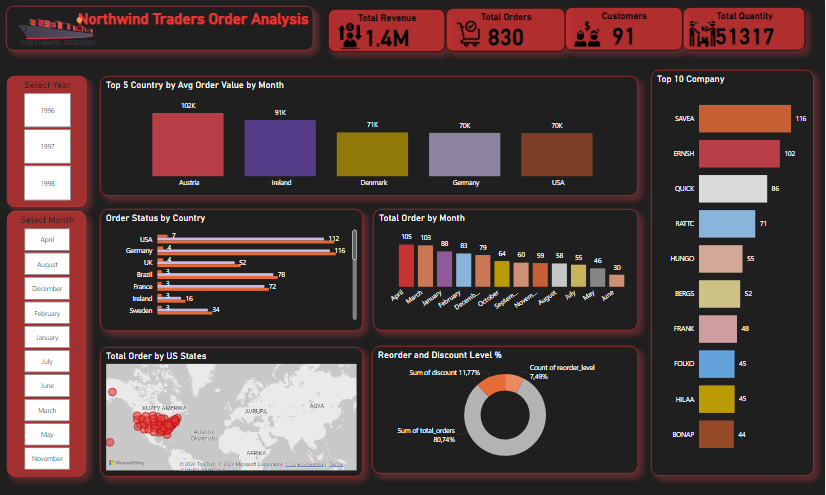 Northwind Traders Order Analysis
NORTHWIND TRADERS
Total Revenue
1.4M
Total Orders
830
Customers
91
Total Quantity
51317
Select Year
1996
1997
1998
Select Month
April
August
December
February
January
July
June
March
May
November
Top 5 Country by Avg Order Value by Month
102K
91K
71K
70K
70K
Austria
Ireland
Denmark
Germany
USA
Order Status by Country
USA 7 112
Germany 4 116
UK 4 52
Brazil 3 78
France 3 72
Ireland 3 16
Sweden 3 34
Total Order by Month
105 103 88 83 79 64 60 59 58 55 46 30
April March January February Decemb... October Septem... Novem... August July May June
Total Order by US States
KUZEY AMERIKA
Atlantik
Okyanusu
AVRUPA
ASYA
AFRIKA
Microsoft Bing
© 2024 TomTom, © 2024 Microsoft Corporation, © OpenStreetMap Terms
Reorder and Discount Level %
Sum of discount 11,77%
Count of reorder_level
7,49%
Sum of total_orders
80,74%
Top 10 Company
SAVEA 116
ERNSH 102
QUICK 86
RATTC 71
HUNGO 55
BERGS 52
FRANK 48
FOLKO 45
HILAA 45
BONAP 44